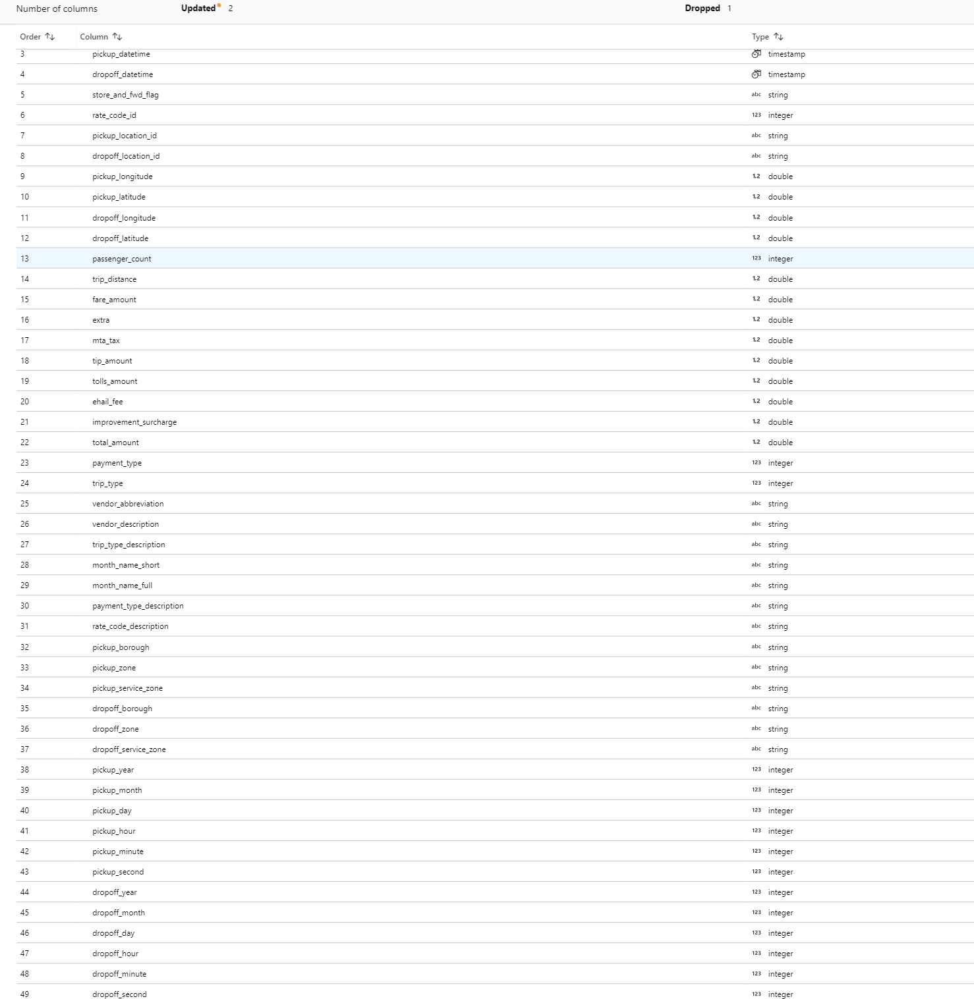 Number of columns Updated* 2 Dropped 1
Order Column Type
3 pickup_datetime timestamp
4 dropoff_datetime timestamp
5 store_and_fwd_flag abc string
6 rate_code_id 123 integer
7 pickup_location_id abc string
8 dropoff_location_id abc string
9 pickup_longitude 1.2 double
10 pickup_latitude 1.2 double
11 dropoff_longitude 1.2 double
12 dropoff_latitude 1.2 double
13 passenger_count 123 integer
14 trip_distance 1.2 double
15 fare_amount 1.2 double
16 extra 1.2 double
17 mta_tax 1.2 double
18 tip_amount 1.2 double
19 tolls_amount 1.2 double
20 ehail_fee 1.2 double
21 improvement_surcharge 1.2 double
22 total_amount 1.2 double
23 payment_type 123 integer
24 trip_type 123 integer
25 vendor_abbreviation abc string
26 vendor_description abc string
27 trip_type_description abc string
28 month_name_short abc string
29 month_name_full abc string
30 payment_type_description abc string
31 rate_code_description abc string
32 pickup_borough abc string
33 pickup_zone abc string
34 pickup_service_zone abc string
35 dropoff_borough abc string
36 dropoff_zone abc string
37 dropoff_service_zone abc string
38 pickup_year 123 integer
39 pickup_month 123 integer
40 pickup_day 123 integer
41 pickup_hour 123 integer
42 pickup_minute 123 integer
43 pickup_second 123 integer
44 dropoff_year 123 integer
45 dropoff_month 123 integer
46 dropoff_day 123 integer
47 dropoff_hour 123 integer
48 dropoff_minute 123 integer
49 dropoff_second 123 integer